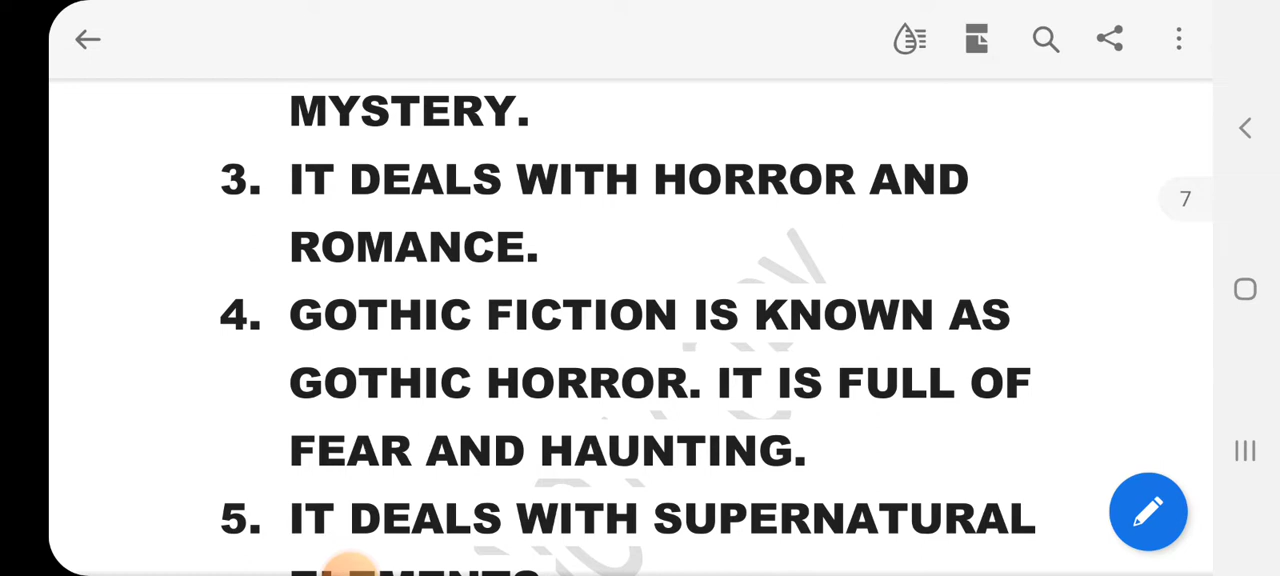 MYSTERY.
3. IT DEALS WITH HORROR AND
ROMANCE.
7
4. GOTHIC FICTION IS KNOWN AS
GOTHIC HORROR. IT IS FULL OF
FEAR AND HAUNTING.
5. IT DEALS WITH SUPERNATURAL
ELEMENTS